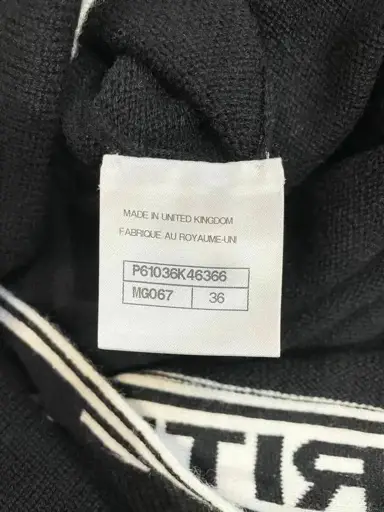 MADE IN UNITED KINGDOM
FABRIQUE AU ROYAUME-UNI
P61036K46366
MG067 36
RIT